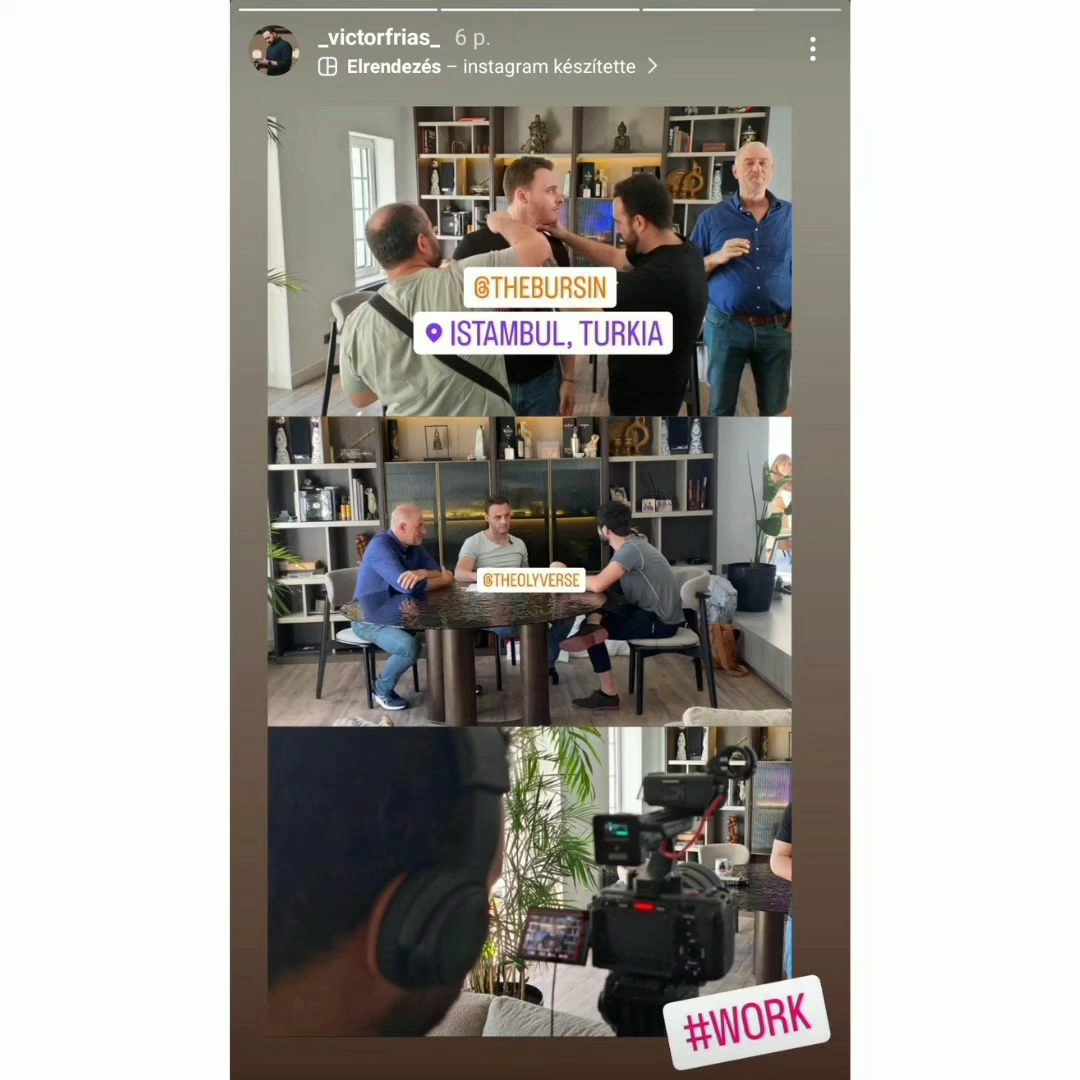 _victorfrias_ 6 p.
Elrendezés – instagram készítette
@THEBURSIN
ISTAMBUL, TURKIA
@THEOLYVERSE
#WORK